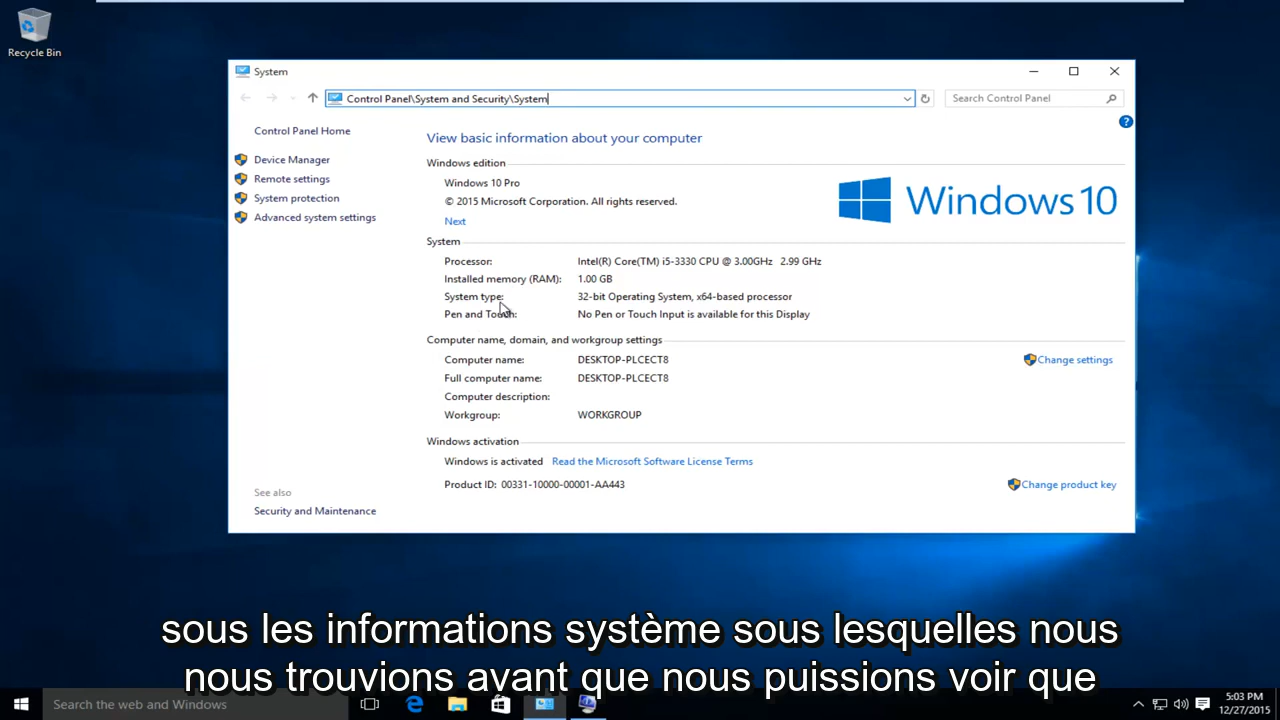 Recycle Bin
System
Control Panel\System and Security\System
Search Control Panel
Control Panel Home
Device Manager
Remote settings
System protection
Advanced system settings
See also
Security and Maintenance
View basic information about your computer
Windows edition
Windows 10 Pro
© 2015 Microsoft Corporation. All rights reserved.
Next
Windows 10
System
Processor: Intel(R) Core(TM) i5-3330 CPU @ 3.00GHz 2.99 GHz
Installed memory (RAM): 1.00 GB
System type: 32-bit Operating System, x64-based processor
Pen and Touch: No Pen or Touch Input is available for this Display
Computer name, domain, and workgroup settings
Computer name: DESKTOP-PLCECT8
Change settings
Full computer name: DESKTOP-PLCECT8
Computer description:
Workgroup: WORKGROUP
Windows activation
Windows is activated Read the Microsoft Software License Terms
Product ID: 00331-10000-00001-AA443
Change product key
sous les informations système sous lesquelles nous
nous trouvions avant que nous puissions voir que
Search the web and Windows
5:03 PM
12/27/2015